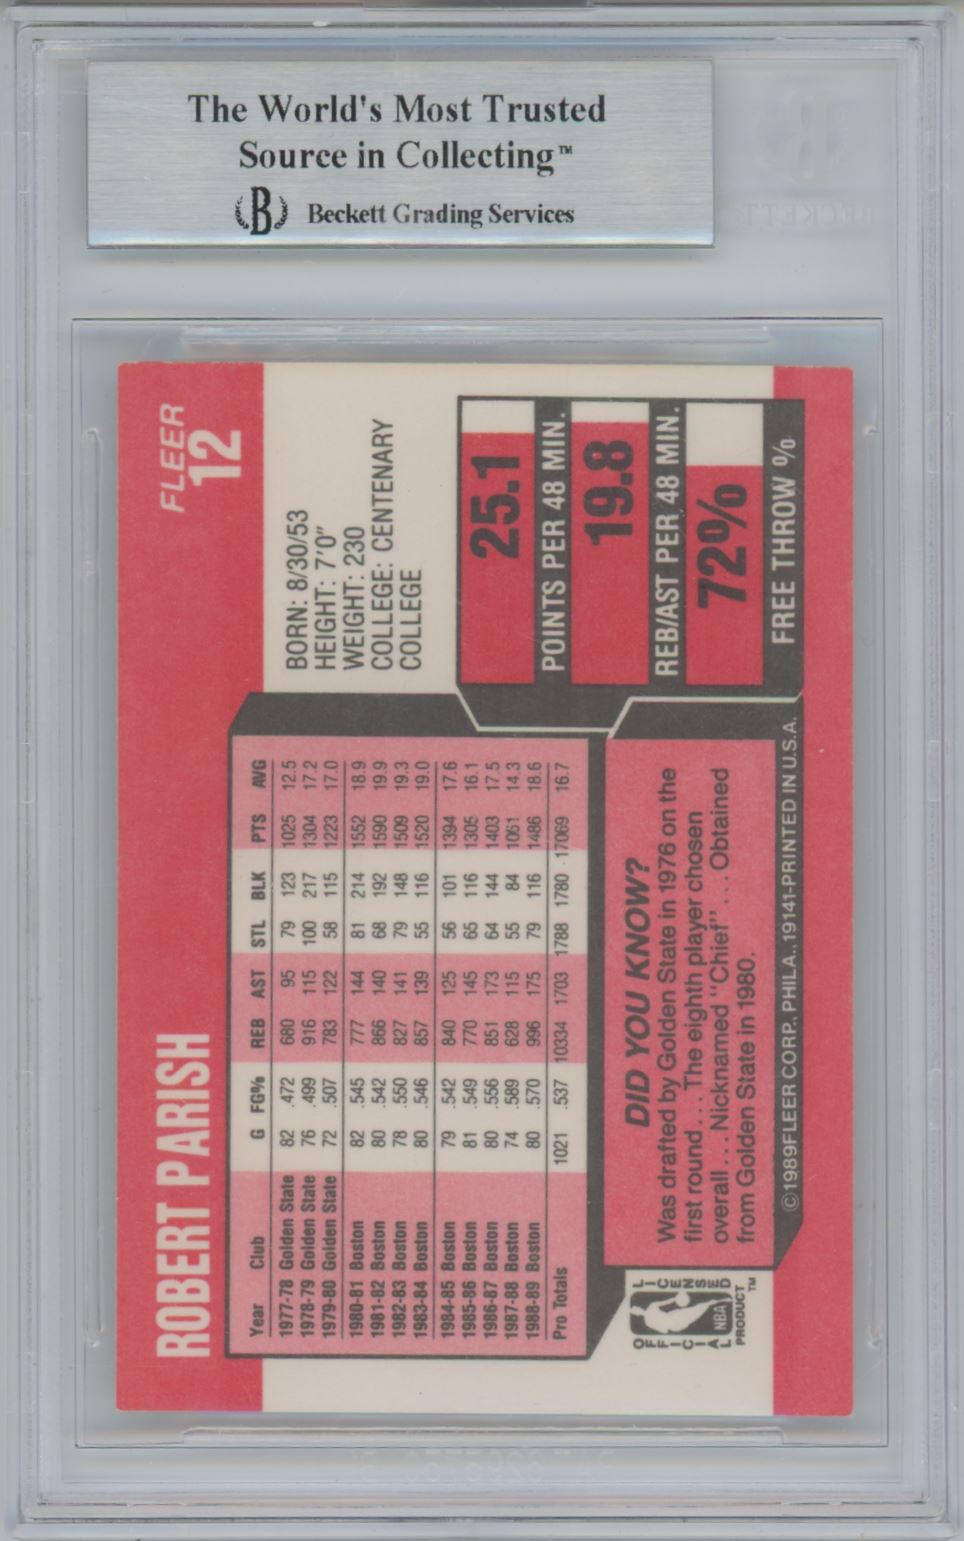 The World's Most Trusted
Source in Collecting™
B Beckett Grading Services
BECKETT
ROBERT PARISH
FLEER
12
Year Club G FG% REB AST STL BLK PTS AVG
1977-78 Golden State 82 .472 680 95 79 123 1025 12.5
1978-79 Golden State 76 .499 916 115 100 217 1304 17.2
1979-80 Golden State 72 .507 783 122 58 115 1223 17.0
1980-81 Boston 82 .545 777 144 81 214 1552 18.9
1981-82 Boston 80 .542 866 140 68 192 1590 19.9
1982-83 Boston 78 .550 827 141 79 148 1509 19.3
1983-84 Boston 80 .546 857 139 55 116 1520 19.0
1984-85 Boston 79 .542 840 125 56 101 1394 17.6
1985-86 Boston 81 .549 770 145 65 116 1305 16.1
1986-87 Boston 80 .556 851 173 64 144 1403 17.5
1987-88 Boston 74 .589 628 115 55 84 1061 14.3
1988-89 Boston 80 .570 996 175 79 116 1486 18.6
Pro Totals 1021 .537 10334 1703 1788 1780 17069 16.7
BORN: 8/30/53
HEIGHT: 7'0"
WEIGHT: 230
COLLEGE: CENTENARY
COLLEGE
25.1
POINTS PER 48 MIN.
19.8
REB/AST PER 48 MIN.
72%
FREE THROW %
DID YOU KNOW?
Was drafted by Golden State in 1976 on the
first round . . . The eighth player chosen
overall . . . Nicknamed "Chief" . . . Obtained
from Golden State in 1980.
OFFICIAL LICENSED
NBA
PRODUCT™
©1989 FLEER CORP., PHILA., 19141-PRINTED IN U.S.A.